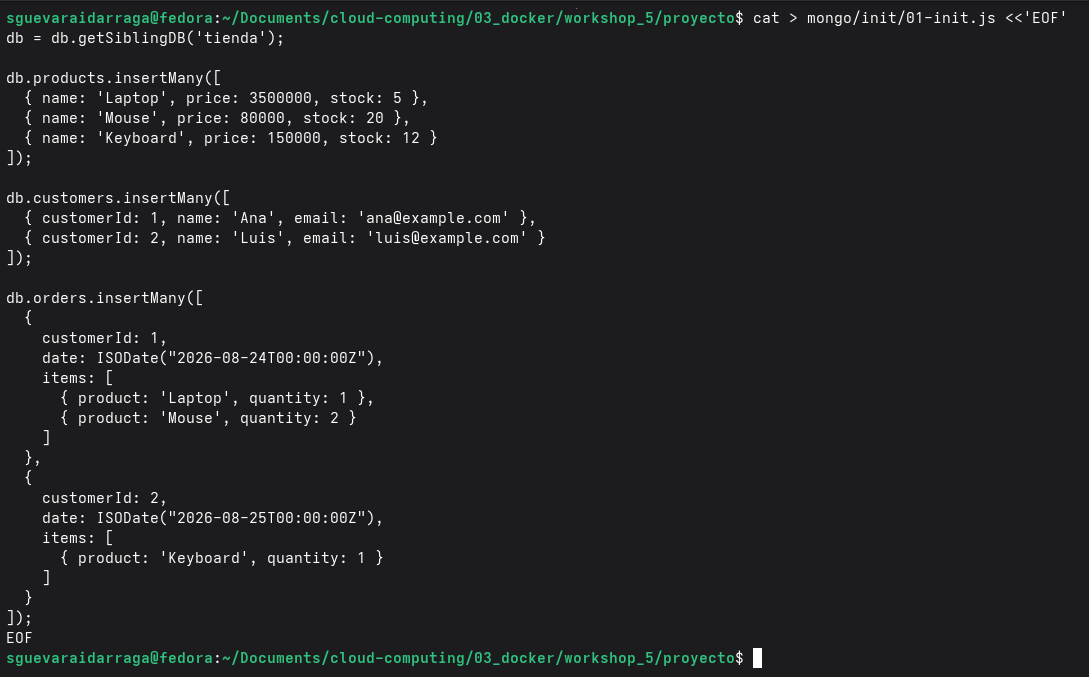 sguevaraidarraga@fedora:~/Documents/cloud-computing/03_docker/workshop_5/proyecto$ cat > mongo/init/01-init.js <<'EOF'
db = db.getSiblingDB('tienda');

db.products.insertMany([
  { name: 'Laptop', price: 3500000, stock: 5 },
  { name: 'Mouse', price: 80000, stock: 20 },
  { name: 'Keyboard', price: 150000, stock: 12 }
]);

db.customers.insertMany([
  { customerId: 1, name: 'Ana', email: 'ana@example.com' },
  { customerId: 2, name: 'Luis', email: 'luis@example.com' }
]);

db.orders.insertMany([
  {
    customerId: 1,
    date: ISODate("2026-08-24T00:00:00Z"),
    items: [
      { product: 'Laptop', quantity: 1 },
      { product: 'Mouse', quantity: 2 }
    ]
  },
  {
    customerId: 2,
    date: ISODate("2026-08-25T00:00:00Z"),
    items: [
      { product: 'Keyboard', quantity: 1 }
    ]
  }
]);
EOF
sguevaraidarraga@fedora:~/Documents/cloud-computing/03_docker/workshop_5/proyecto$